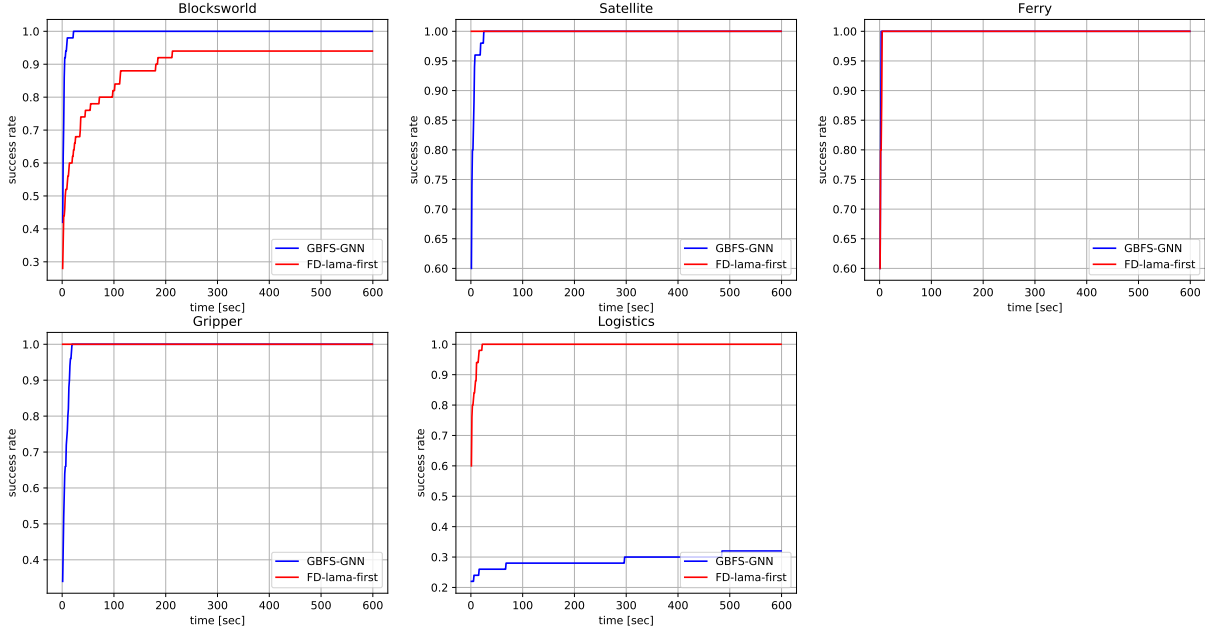 Blocksworld
success rate
1.0
0.9
0.8
0.7
0.6
0.5
0.4
0.3
0 100 200 300 400 500 600
time [sec]
GBFS-GNN
FD-lama-first
Satellite
success rate
1.00
0.95
0.90
0.85
0.80
0.75
0.70
0.65
0.60
0 100 200 300 400 500 600
time [sec]
GBFS-GNN
FD-lama-first
Ferry
success rate
1.00
0.95
0.90
0.85
0.80
0.75
0.70
0.65
0.60
0 100 200 300 400 500 600
time [sec]
GBFS-GNN
FD-lama-first
Gripper
success rate
1.0
0.9
0.8
0.7
0.6
0.5
0.4
0 100 200 300 400 500 600
time [sec]
GBFS-GNN
FD-lama-first
Logistics
success rate
1.0
0.9
0.8
0.7
0.6
0.5
0.4
0.3
0.2
0 100 200 300 400 500 600
time [sec]
GBFS-GNN
FD-lama-first